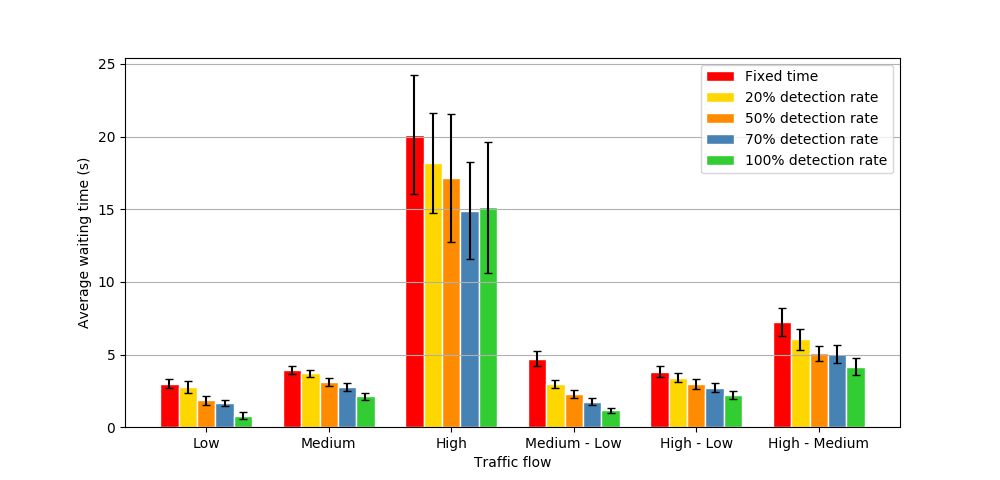 25
20
15
10
5
0
Average waiting time (s)
Fixed time
20% detection rate
50% detection rate
70% detection rate
100% detection rate
Low
Medium
High
Medium - Low
High - Low
High - Medium
Traffic flow